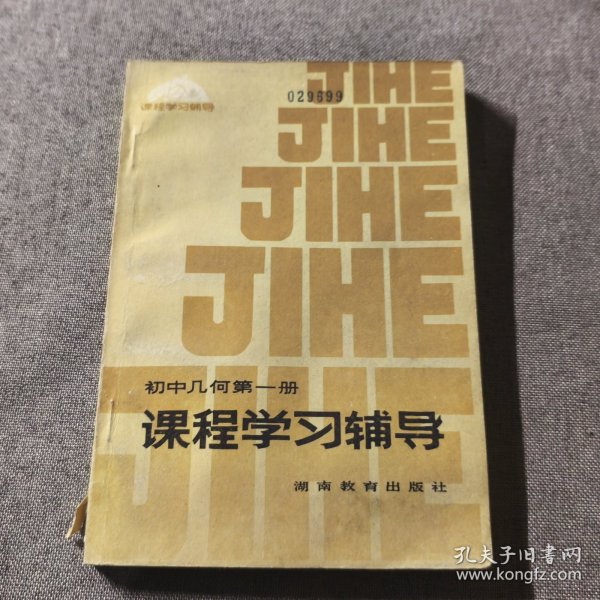 JIHE
029699
课程学习辅导
JIHE
JIHE
JIHE
JIHE
初中几何第一册
课程学习辅导
湖南教育出版社
孔夫子旧书网
www.kongfz.com